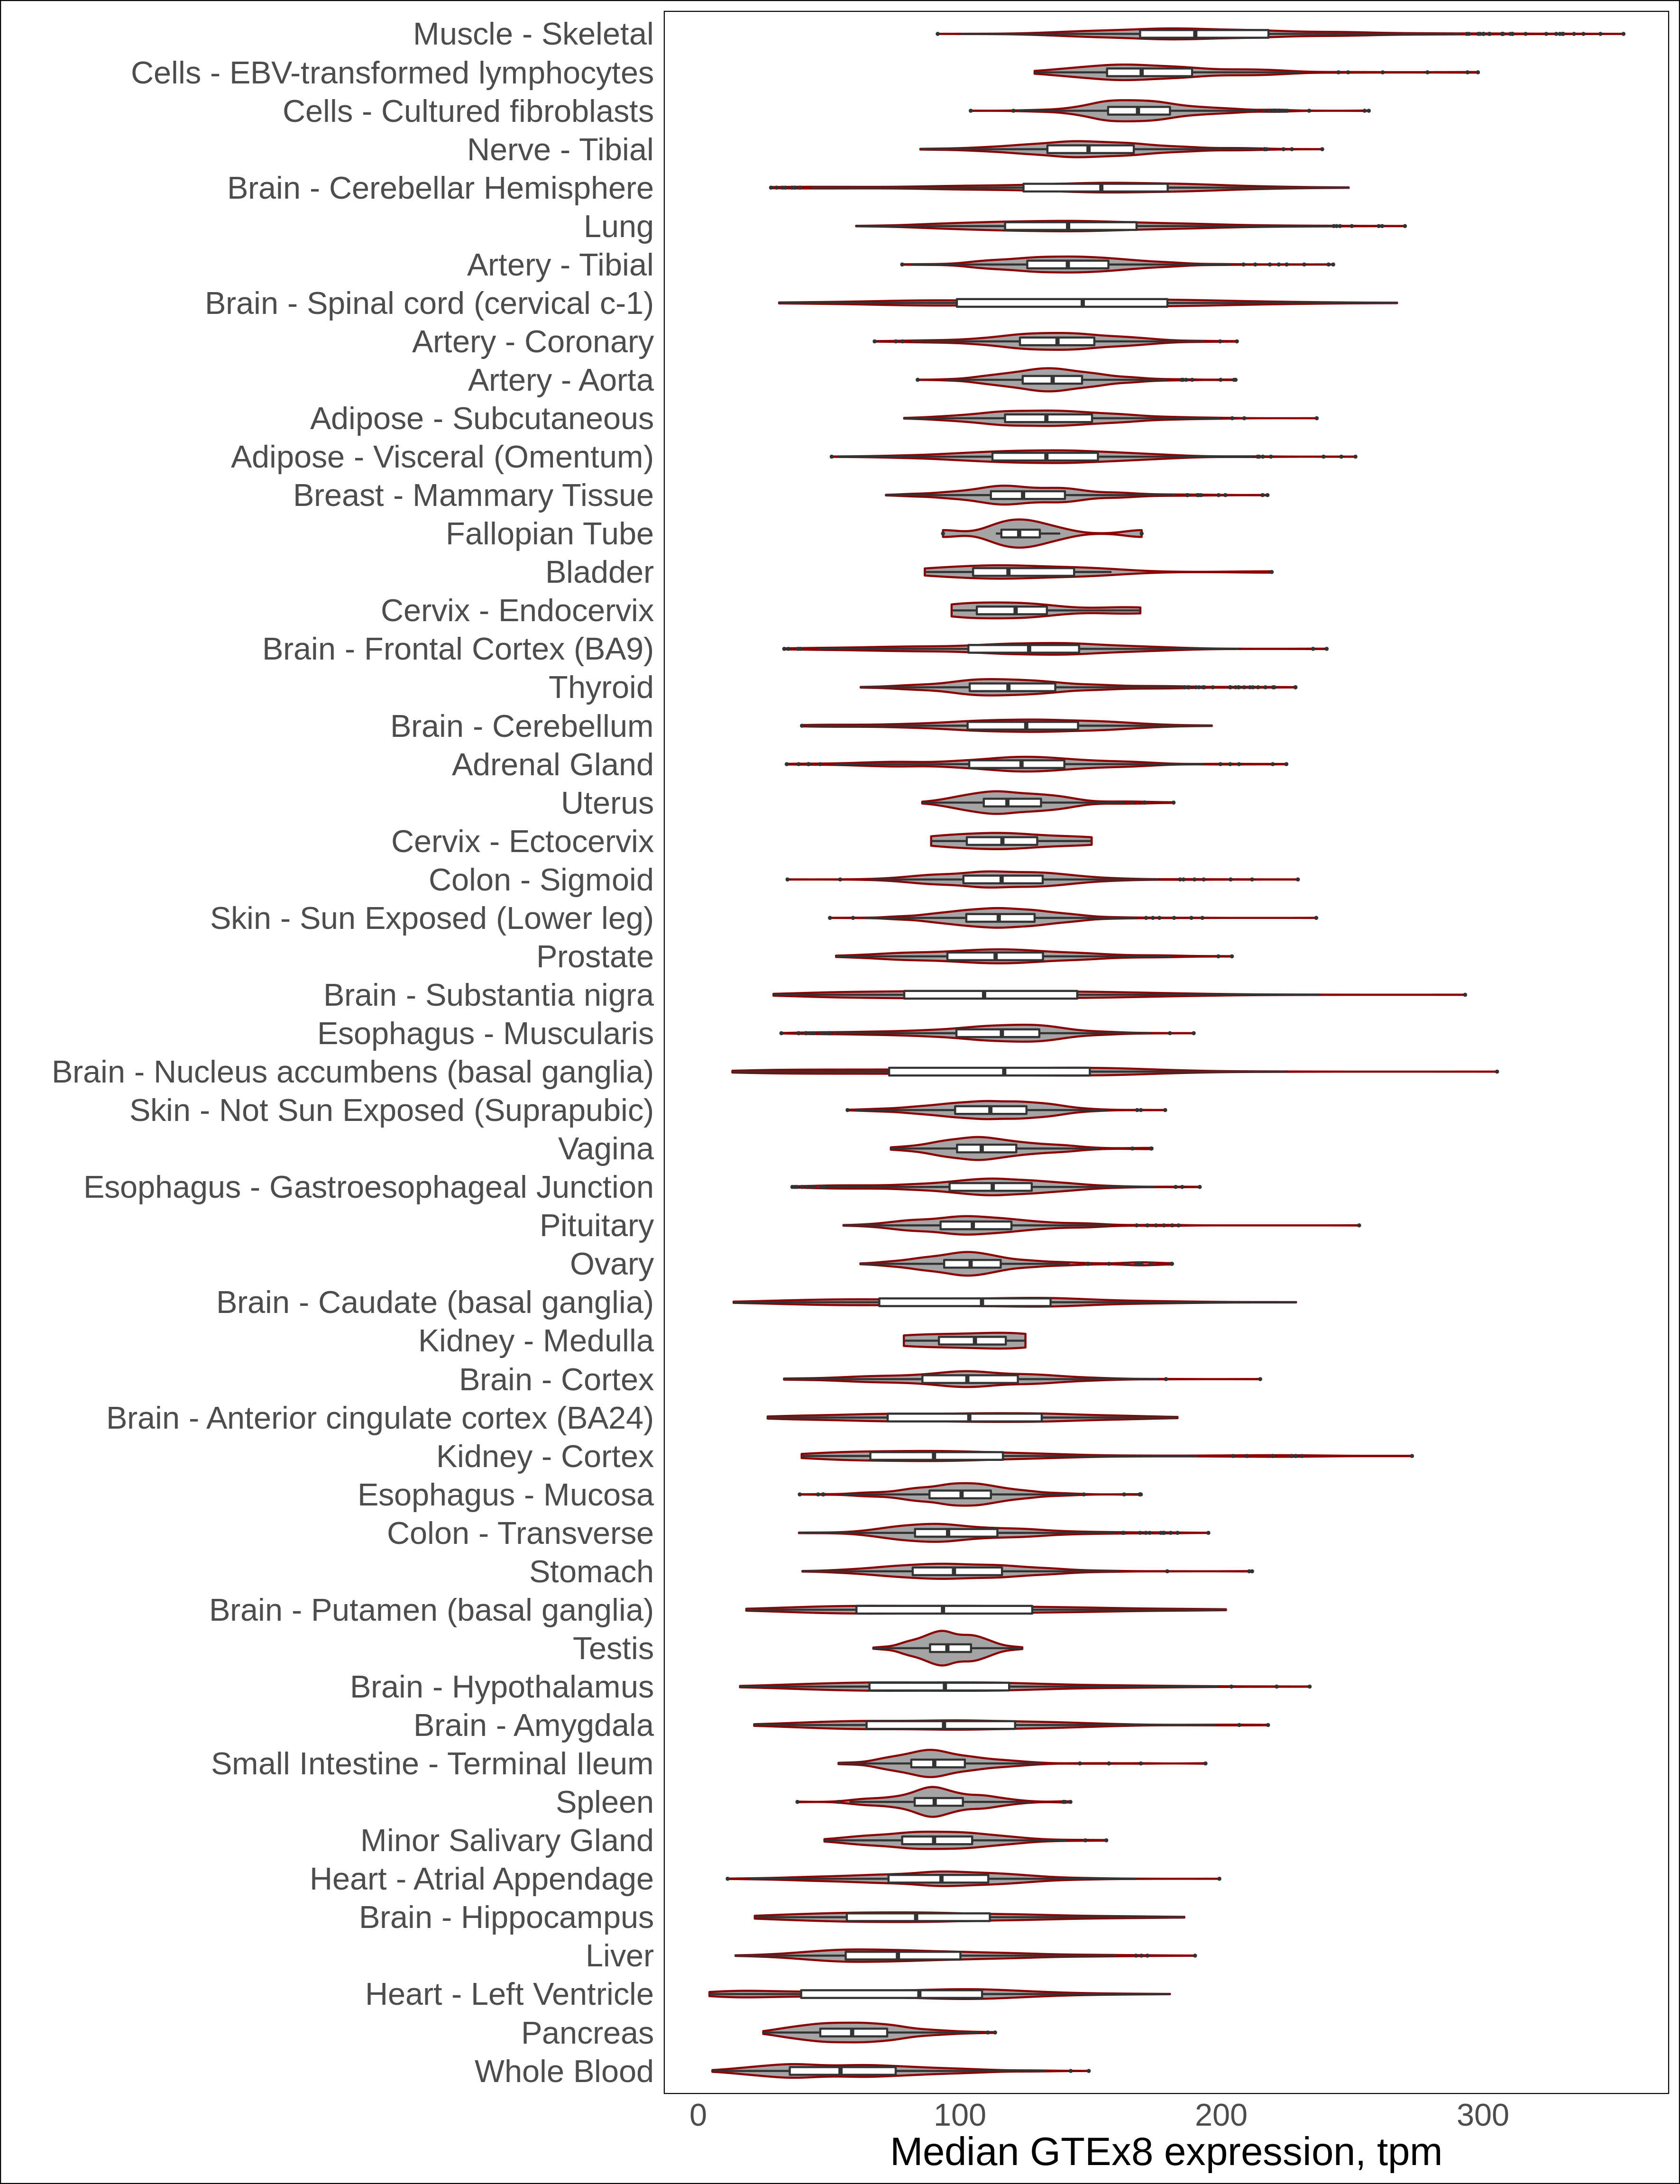 Muscle - Skeletal
Cells - EBV-transformed lymphocytes
Cells - Cultured fibroblasts
Nerve - Tibial
Brain - Cerebellar Hemisphere
Lung
Artery - Tibial
Brain - Spinal cord (cervical c-1)
Artery - Coronary
Artery - Aorta
Adipose - Subcutaneous
Adipose - Visceral (Omentum)
Breast - Mammary Tissue
Fallopian Tube
Bladder
Cervix - Endocervix
Brain - Frontal Cortex (BA9)
Thyroid
Brain - Cerebellum
Adrenal Gland
Uterus
Cervix - Ectocervix
Colon - Sigmoid
Skin - Sun Exposed (Lower leg)
Prostate
Brain - Substantia nigra
Esophagus - Muscularis
Brain - Nucleus accumbens (basal ganglia)
Skin - Not Sun Exposed (Suprapubic)
Vagina
Esophagus - Gastroesophageal Junction
Pituitary
Ovary
Brain - Caudate (basal ganglia)
Kidney - Medulla
Brain - Cortex
Brain - Anterior cingulate cortex (BA24)
Kidney - Cortex
Esophagus - Mucosa
Colon - Transverse
Stomach
Brain - Putamen (basal ganglia)
Testis
Brain - Hypothalamus
Brain - Amygdala
Small Intestine - Terminal Ileum
Spleen
Minor Salivary Gland
Heart - Atrial Appendage
Brain - Hippocampus
Liver
Heart - Left Ventricle
Pancreas
Whole Blood
0 100 200 300
Median GTEx8 expression, tpm